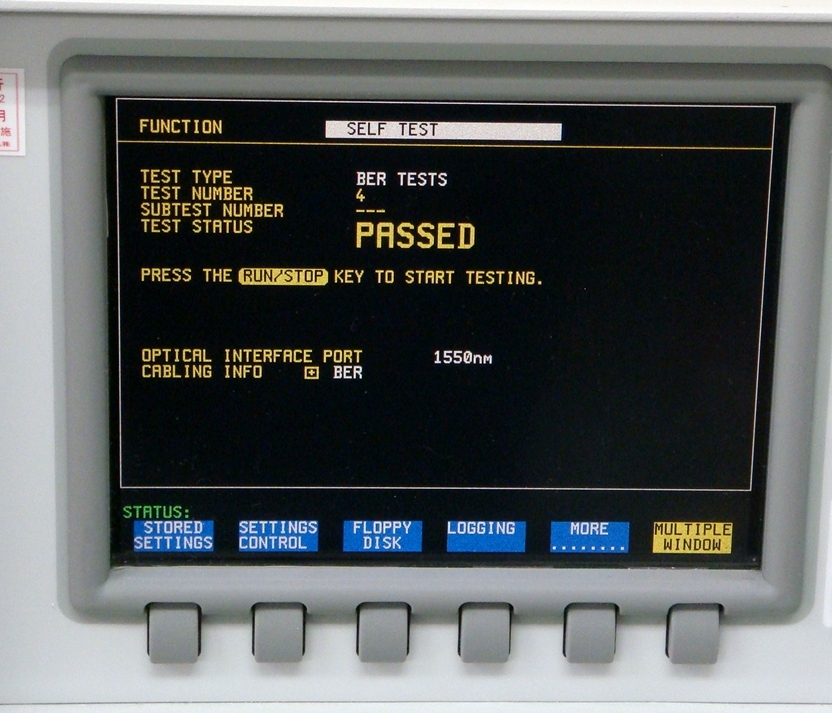 FUNCTION SELF TEST
TEST TYPE BER TESTS
TEST NUMBER 4
SUBTEST NUMBER ---
TEST STATUS PASSED
PRESS THE RUN/STOP KEY TO START TESTING.
OPTICAL INTERFACE PORT 1550nm
CABLING INFO + BER
STATUS:
STORED SETTINGS FLOPPY LOGGING MORE MULTIPLE
SETTINGS CONTROL DISK ........ WINDOW
月
施